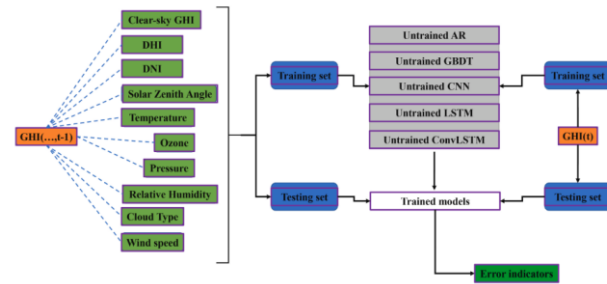 Clear-sky GHI
DHI
DNI
Solar Zenith Angle
Temperature
GHI(...,t-1)
Ozone
Pressure
Relative Humidity
Cloud Type
Wind speed
Training set
Testing set
Untrained AR
Untrained GBDT
Untrained CNN
Untrained LSTM
Untrained ConvLSTM
Trained models
Training set
GHI(t)
Testing set
Error indicators